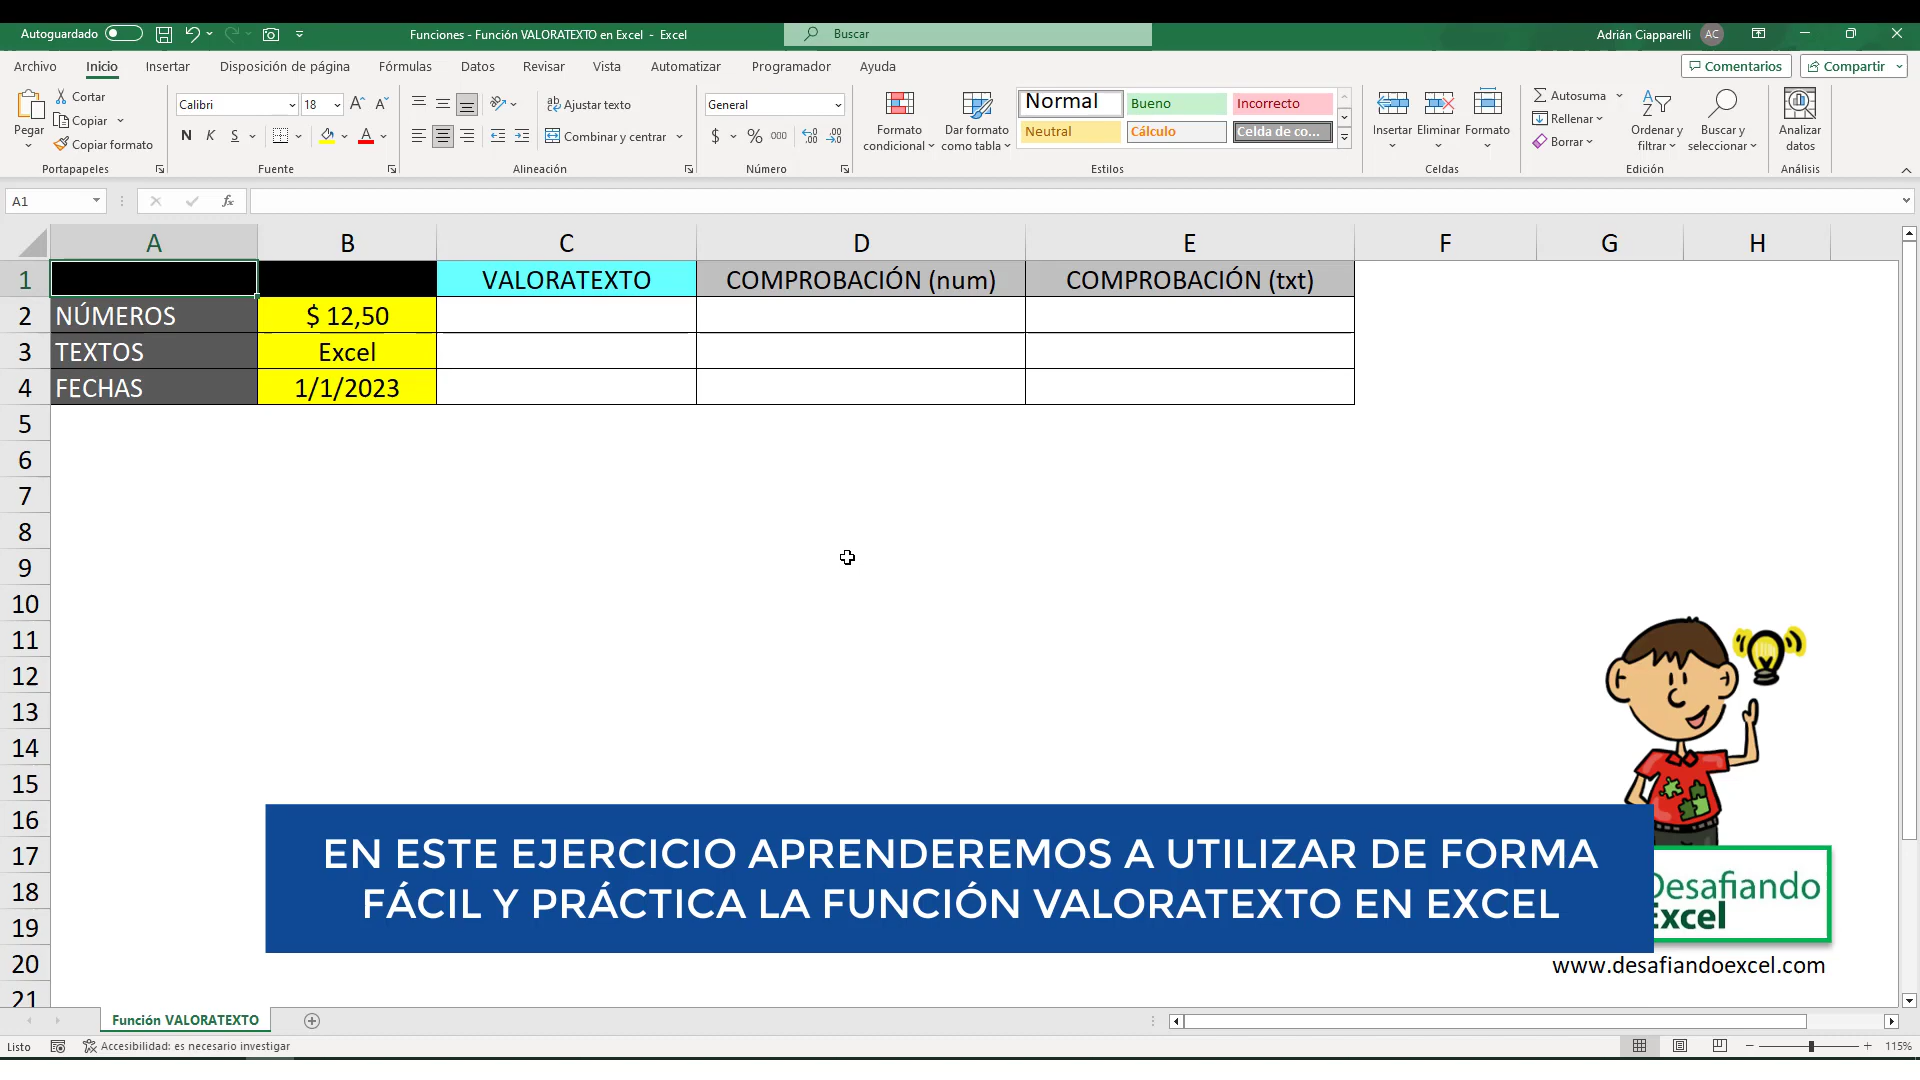 Autoguardado
Funciones - Función VALORATEXTO en Excel - Excel
Buscar
Adrián Ciapparelli
AC
Archivo Inicio Insertar Disposición de página Fórmulas Datos Revisar Vista Automatizar Programador Ayuda
Comentarios
Compartir
Pegar
Cortar
Copiar
Copiar formato
Portapapeles
Calibri 18
N K S
Fuente
Ajustar texto
Combinar y centrar
Alineación
General
$ % 000
Número
Formato condicional
Dar formato como tabla
Normal Bueno Incorrecto
Neutral Cálculo Celda de co...
Estilos
Insertar Eliminar Formato
Celdas
Autosuma
Rellenar
Borrar
Ordenar y filtrar
Buscar y seleccionar
Edición
Analizar datos
Análisis
A1
fx
A B C D E F G H
1 VALORATEXTO COMPROBACIÓN (num) COMPROBACIÓN (txt)
2 NÚMEROS $ 12,50
3 TEXTOS Excel
4 FECHAS 1/1/2023
5
6
7
8
9
10
11
12
13
14
15
16
17
18
19
20
21
EN ESTE EJERCICIO APRENDEREMOS A UTILIZAR DE FORMA
FÁCIL Y PRÁCTICA LA FUNCIÓN VALORATEXTO EN EXCEL
Desafiando
Excel
www.desafiandoexcel.com
Función VALORATEXTO
Listo
Accesibilidad: es necesario investigar
115%